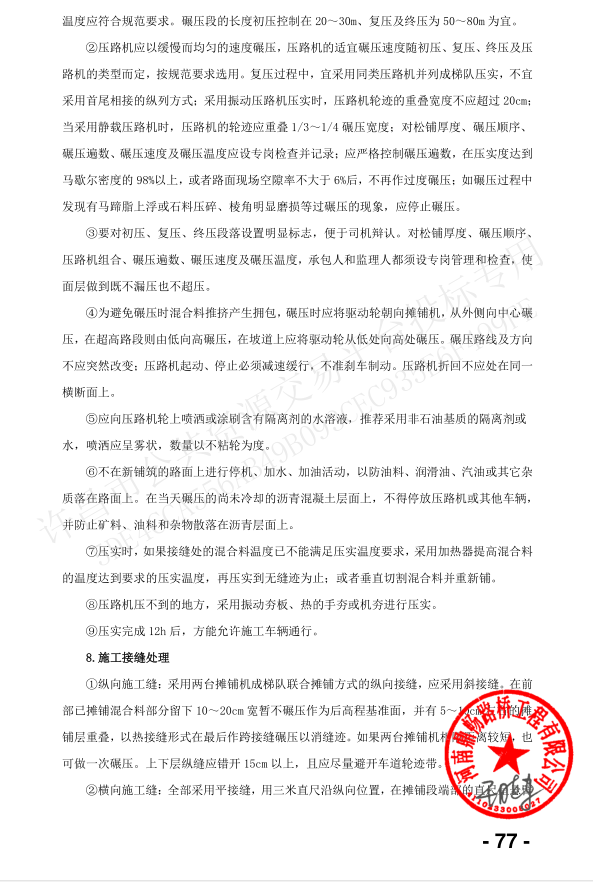 温度应符合规范要求。碾压段的长度初压控制在 20～30m、复压及终压为 50～80m 为宜。
②压路机应以缓慢而均匀的速度碾压，压路机的适宜碾压速度随初压、复压、终压及压
路机的类型而定，按规范要求选用。复压过程中，宜采用同类压路机并列成梯队压实，不宜
采用首尾相接的纵列方式；采用振动压路机压实时，压路机轮迹的重叠宽度不应超过 20cm；
当采用静载压路机时，压路机的轮迹应重叠 1/3～1/4 碾压宽度；对松铺厚度、碾压顺序、
碾压遍数、碾压速度及碾压温度应设专岗检查并记录；应严格控制碾压遍数，在压实度达到
马歇尔密度的 98%以上，或者路面现场空隙率不大于 6%后，不再作过度碾压；如碾压过程中
发现有马蹄脂上浮或石料压碎、棱角明显磨损等过碾压的现象，应停止碾压。
③要对初压、复压、终压段落设置明显标志，便于司机辩认。对松铺厚度、碾压顺序、
压路机组合、碾压遍数、碾压速度及碾压温度，承包人和监理人都须设专岗管理和检查，使
面层做到既不漏压也不超压。
④为避免碾压时混合料推挤产生拥包，碾压时应将驱动轮朝向摊铺机，从外侧向中心碾
压，在超高路段则由低向高碾压，在坡道上应将驱动轮从低处向高处碾压。碾压路线及方向
不应突然改变；压路机起动、停止必须减速缓行，不准刹车制动。压路机折回不应处在同一
横断面上。
⑤应向压路机轮上喷洒或涂刷含有隔离剂的水溶液，推荐采用非石油基质的隔离剂或
水，喷洒应呈雾状，数量以不粘轮为度。
⑥不在新铺筑的路面上进行停机、加水、加油活动，以防油料、润滑油、汽油或其它杂
质落在路面上。在当天碾压的尚未冷却的沥青混凝土层面上，不得停放压路机或其他车辆，
并防止矿料、油料和杂物散落在沥青层面上。
⑦压实时，如果接缝处的混合料温度已不能满足压实温度要求，采用加热器提高混合料
的温度达到要求的压实温度，再压实到无缝迹为止；或者垂直切割混合料并重新铺。
⑧压路机压不到的地方，采用振动夯板、热的手夯或机夯进行压实。
⑨压实完成 12h 后，方能允许施工车辆通行。
8.施工接缝处理
①纵向施工缝：采用两台摊铺机成梯队联合摊铺方式的纵向接缝，应采用斜接缝。在前
部已摊铺混合料部分留下 10～20cm 宽暂不碾压作为后高程基准面，并有 5～10cm 的摊
铺层重叠，以热接缝形式在最后作跨接缝碾压以消缝迹。如果两台摊铺机相距离较短，也
可做一次碾压。上下层纵缝应错开 15cm 以上，且应尽量避开车道轮迹带。
②横向施工缝：全部采用平接缝，用三米直尺沿纵向位置，在摊铺段端部的直尺
河南鼎畅路桥工程有限公司
- 77 -